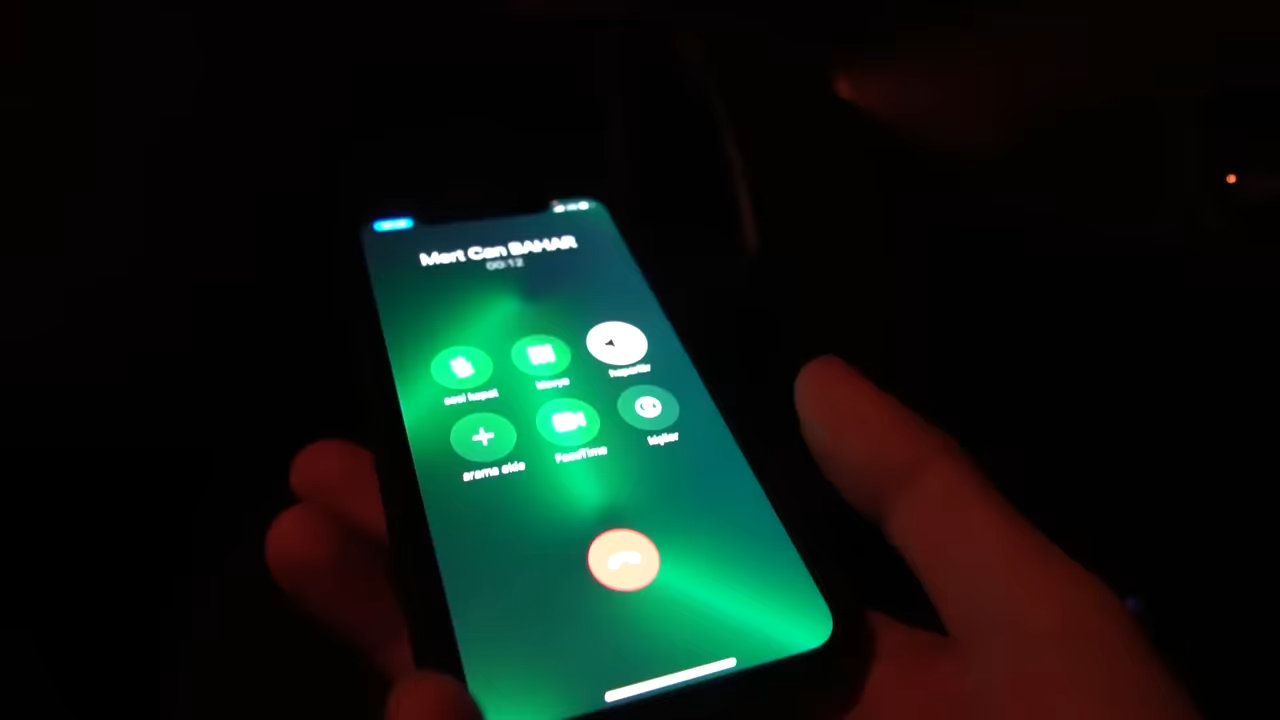 Mert Can BAHAR
00:12
sesi kapat
klavye
hoparlör
arama ekle
FaceTime
kişiler